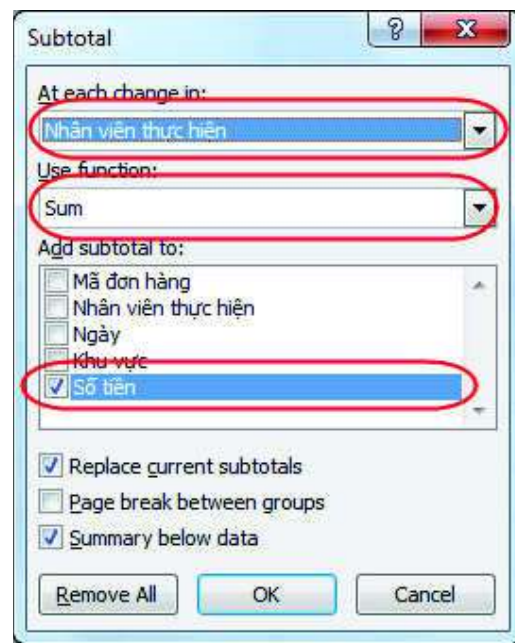 Subtotal
At each change in:
Nhân viên thực hiện
Use function:
Sum
Add subtotal to:
Mã đơn hàng
Nhân viên thực hiện
Ngày
Khu vực
Số tiền
Replace current subtotals
Page break between groups
Summary below data
Remove All OK Cancel